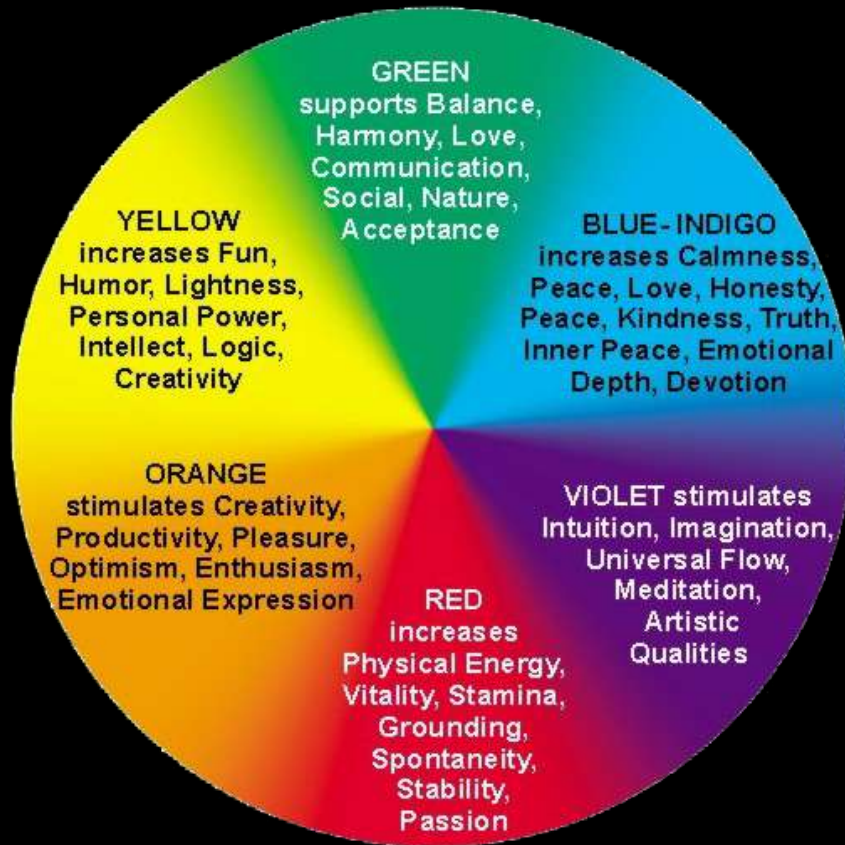 GREEN
supports Balance,
Harmony, Love,
Communication,
Social, Nature,
Acceptance
BLUE-INDIGO
increases Calmness,
Peace, Love, Honesty,
Peace, Kindness, Truth,
Inner Peace, Emotional
Depth, Devotion
VIOLET stimulates
Intuition, Imagination,
Universal Flow,
Meditation,
Artistic
Qualities
RED
increases
Physical Energy,
Vitality, Stamina,
Grounding,
Spontaneity,
Stability,
Passion
ORANGE
stimulates Creativity,
Productivity, Pleasure,
Optimism, Enthusiasm,
Emotional Expression
YELLOW
increases Fun,
Humor, Lightness,
Personal Power,
Intellect, Logic,
Creativity